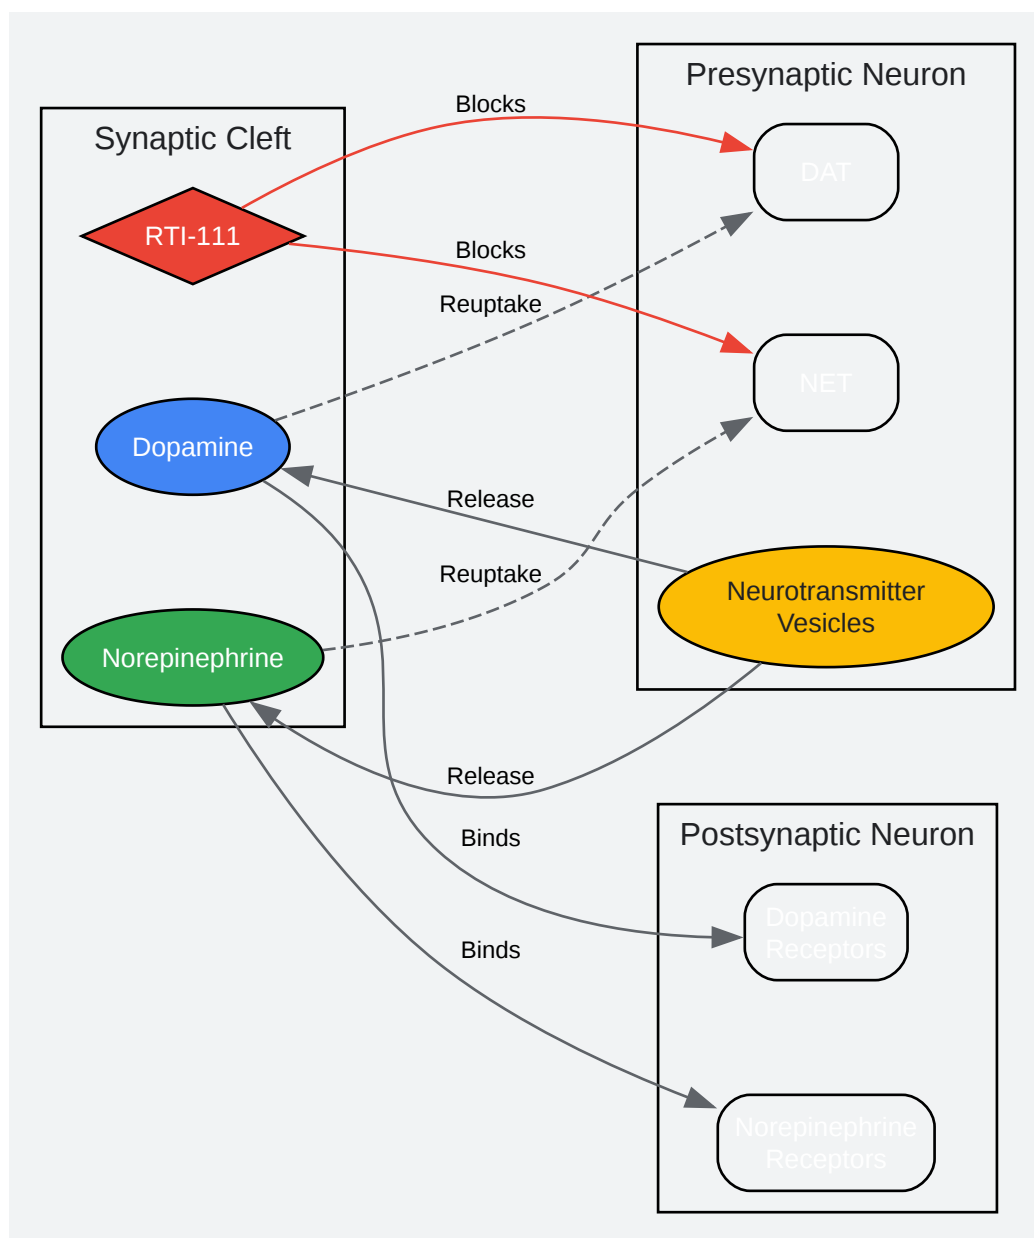 Presynaptic Neuron
Synaptic Cleft
Blocks
DAT
RTI-111
Blocks
Reuptake
NET
Dopamine
Release
Reuptake
Neurotransmitter
Vesicles
Norepinephrine
Release
Binds
Postsynaptic Neuron
Dopamine
Receptors
Binds
Norepinephrine
Receptors